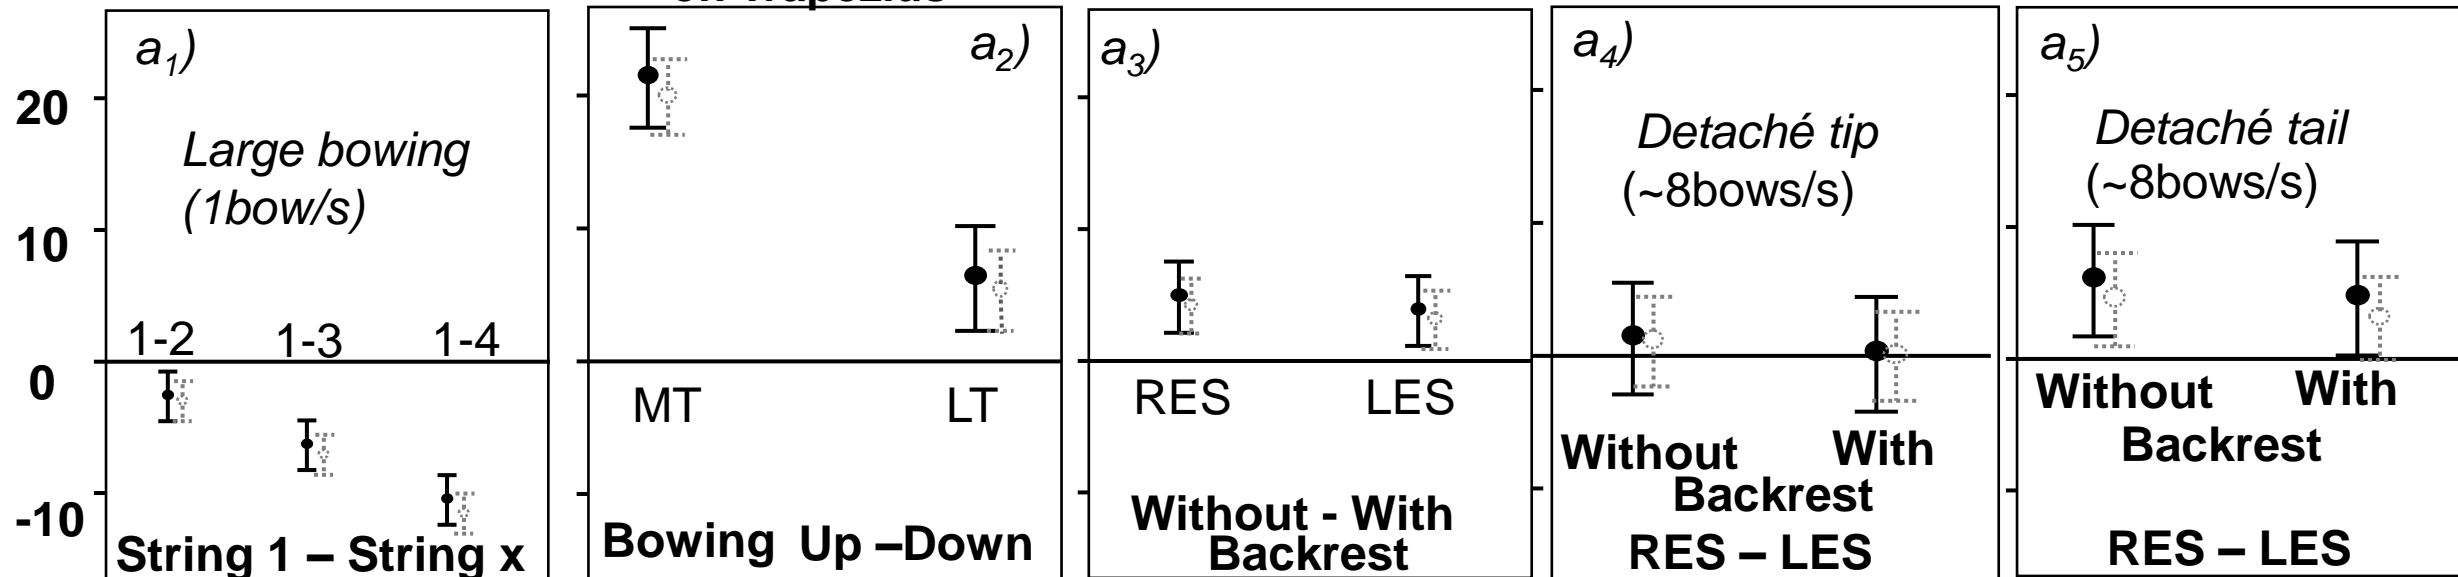 a1)
20
10
0
-10
Large bowing
(1bow/s)
1-2 1-3 1-4
String 1 – String x
a2)
MT LT
Bowing Up –Down
a3)
RES LES
Without - With
Backrest
a4)
Detaché tip
(~8bows/s)
Without With
Backrest
RES – LES
a5)
Detaché tail
(~8bows/s)
Without With
Backrest
RES – LES